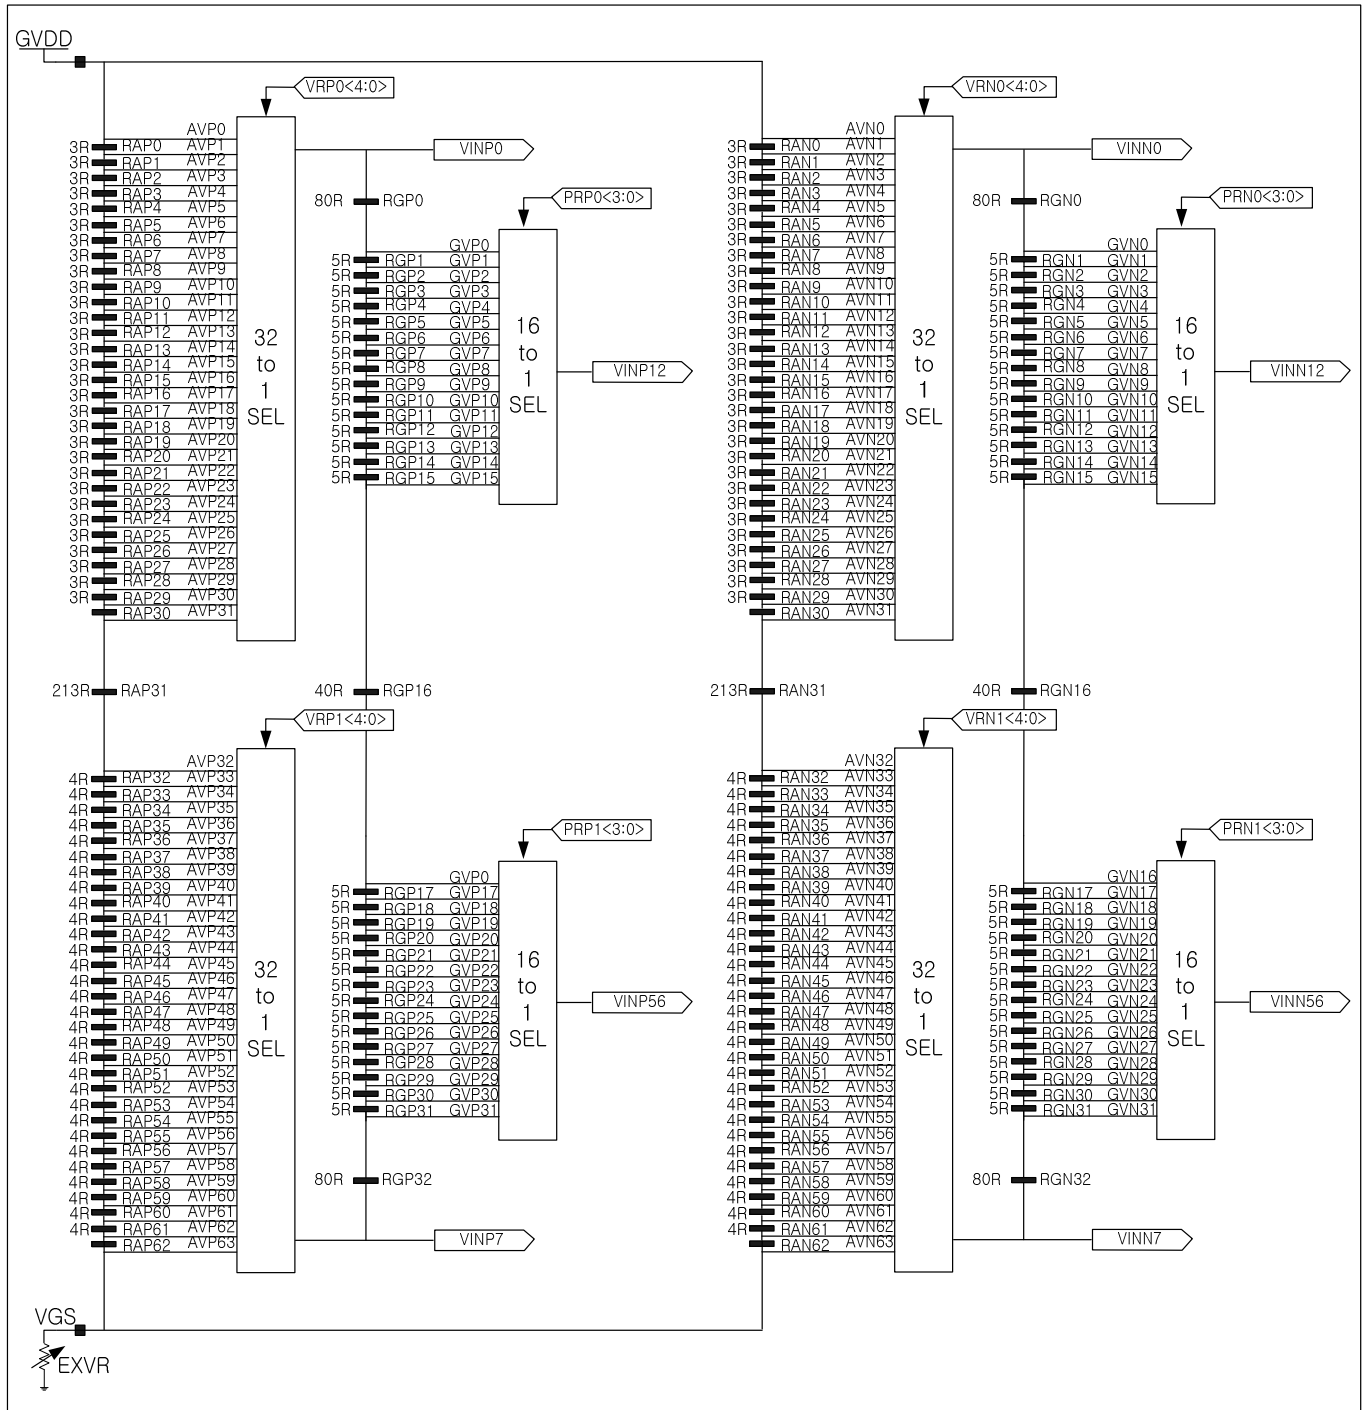 GVDD
VRP0<4:0>
AVP0
3R RAP0 AVP1
3R RAP1 AVP2
3R RAP2 AVP3
3R RAP3 AVP4
3R RAP4 AVP5
3R RAP5 AVP6
3R RAP6 AVP7
3R RAP7 AVP8
3R RAP8 AVP9
3R RAP9 AVP10
3R RAP10 AVP11
3R RAP11 AVP12
3R RAP12 AVP13
3R RAP13 AVP14
3R RAP14 AVP15
3R RAP15 AVP16
3R RAP16 AVP17
3R RAP17 AVP18
3R RAP18 AVP19
3R RAP19 AVP20
3R RAP20 AVP21
3R RAP21 AVP22
3R RAP22 AVP23
3R RAP23 AVP24
3R RAP24 AVP25
3R RAP25 AVP26
3R RAP26 AVP27
3R RAP27 AVP28
3R RAP28 AVP29
3R RAP29 AVP30
RAP30 AVP31
32
to
1
SEL
VINP0
80R RGP0
PRP0<3:0>
GVP0
5R RGP1 GVP1
5R RGP2 GVP2
5R RGP3 GVP3
5R RGP4 GVP4
5R RGP5 GVP5
5R RGP6 GVP6
5R RGP7 GVP7
5R RGP8 GVP8
5R RGP9 GVP9
5R RGP10 GVP10
5R RGP11 GVP11
5R RGP12 GVP12
5R RGP13 GVP13
5R RGP14 GVP14
5R RGP15 GVP15
16
to
1
SEL
VINP12
213R RAP31
40R RGP16
VRP1<4:0>
AVP32
4R RAP32 AVP33
4R RAP33 AVP34
4R RAP34 AVP35
4R RAP35 AVP36
4R RAP36 AVP37
4R RAP37 AVP38
4R RAP38 AVP39
4R RAP39 AVP40
4R RAP40 AVP41
4R RAP41 AVP42
4R RAP42 AVP43
4R RAP43 AVP44
4R RAP44 AVP45
4R RAP45 AVP46
4R RAP46 AVP47
4R RAP47 AVP48
4R RAP48 AVP49
4R RAP49 AVP50
4R RAP50 AVP51
4R RAP51 AVP52
4R RAP52 AVP53
4R RAP53 AVP54
4R RAP54 AVP55
4R RAP55 AVP56
4R RAP56 AVP57
4R RAP57 AVP58
4R RAP58 AVP59
4R RAP59 AVP60
4R RAP60 AVP61
4R RAP61 AVP62
RAP62 AVP63
32
to
1
SEL
PRP1<3:0>
GVP0
5R RGP17 GVP17
5R RGP18 GVP18
5R RGP19 GVP19
5R RGP20 GVP20
5R RGP21 GVP21
5R RGP22 GVP22
5R RGP23 GVP23
5R RGP24 GVP24
5R RGP25 GVP25
5R RGP26 GVP26
5R RGP27 GVP27
5R RGP28 GVP28
5R RGP29 GVP29
5R RGP30 GVP30
5R RGP31 GVP31
16
to
1
SEL
VINP56
80R RGP32
VINP7
VRN0<4:0>
AVN0
3R RAN0 AVN1
3R RAN1 AVN2
3R RAN2 AVN3
3R RAN3 AVN4
3R RAN4 AVN5
3R RAN5 AVN6
3R RAN6 AVN7
3R RAN7 AVN8
3R RAN8 AVN9
3R RAN9 AVN10
3R RAN10 AVN11
3R RAN11 AVN12
3R RAN12 AVN13
3R RAN13 AVN14
3R RAN14 AVN15
3R RAN15 AVN16
3R RAN16 AVN17
3R RAN17 AVN18
3R RAN18 AVN19
3R RAN19 AVN20
3R RAN20 AVN21
3R RAN21 AVN22
3R RAN22 AVN23
3R RAN23 AVN24
3R RAN24 AVN25
3R RAN25 AVN26
3R RAN26 AVN27
3R RAN27 AVN28
3R RAN28 AVN29
3R RAN29 AVN30
RAN30 AVN31
32
to
1
SEL
VINN0
80R RGN0
PRN0<3:0>
GVN0
5R RGN1 GVN1
5R RGN2 GVN2
5R RGN3 GVN3
5R RGN4 GVN4
5R RGN5 GVN5
5R RGN6 GVN6
5R RGN7 GVN7
5R RGN8 GVN8
5R RGN9 GVN9
5R RGN10 GVN10
5R RGN11 GVN11
5R RGN12 GVN12
5R RGN13 GVN13
5R RGN14 GVN14
5R RGN15 GVN15
16
to
1
SEL
VINN12
213R RAN31
40R RGN16
VRN1<4:0>
AVN32
4R RAN32 AVN33
4R RAN33 AVN34
4R RAN34 AVN35
4R RAN35 AVN36
4R RAN36 AVN37
4R RAN37 AVN38
4R RAN38 AVN39
4R RAN39 AVN40
4R RAN40 AVN41
4R RAN41 AVN42
4R RAN42 AVN43
4R RAN43 AVN44
4R RAN44 AVN45
4R RAN45 AVN46
4R RAN46 AVN47
4R RAN47 AVN48
4R RAN48 AVN49
4R RAN49 AVN50
4R RAN50 AVN51
4R RAN51 AVN52
4R RAN52 AVN53
4R RAN53 AVN54
4R RAN54 AVN55
4R RAN55 AVN56
4R RAN56 AVN57
4R RAN57 AVN58
4R RAN58 AVN59
4R RAN59 AVN60
4R RAN60 AVN61
4R RAN61 AVN62
RAN62 AVN63
32
to
1
SEL
PRN1<3:0>
GVN16
5R RGN17 GVN17
5R RGN18 GVN18
5R RGN19 GVN19
5R RGN20 GVN20
5R RGN21 GVN21
5R RGN22 GVN22
5R RGN23 GVN23
5R RGN24 GVN24
5R RGN25 GVN25
5R RGN26 GVN26
5R RGN27 GVN27
5R RGN28 GVN28
5R RGN29 GVN29
5R RGN30 GVN30
5R RGN31 GVN31
16
to
1
SEL
VINN56
80R RGN32
VINN7
VGS
EXVR